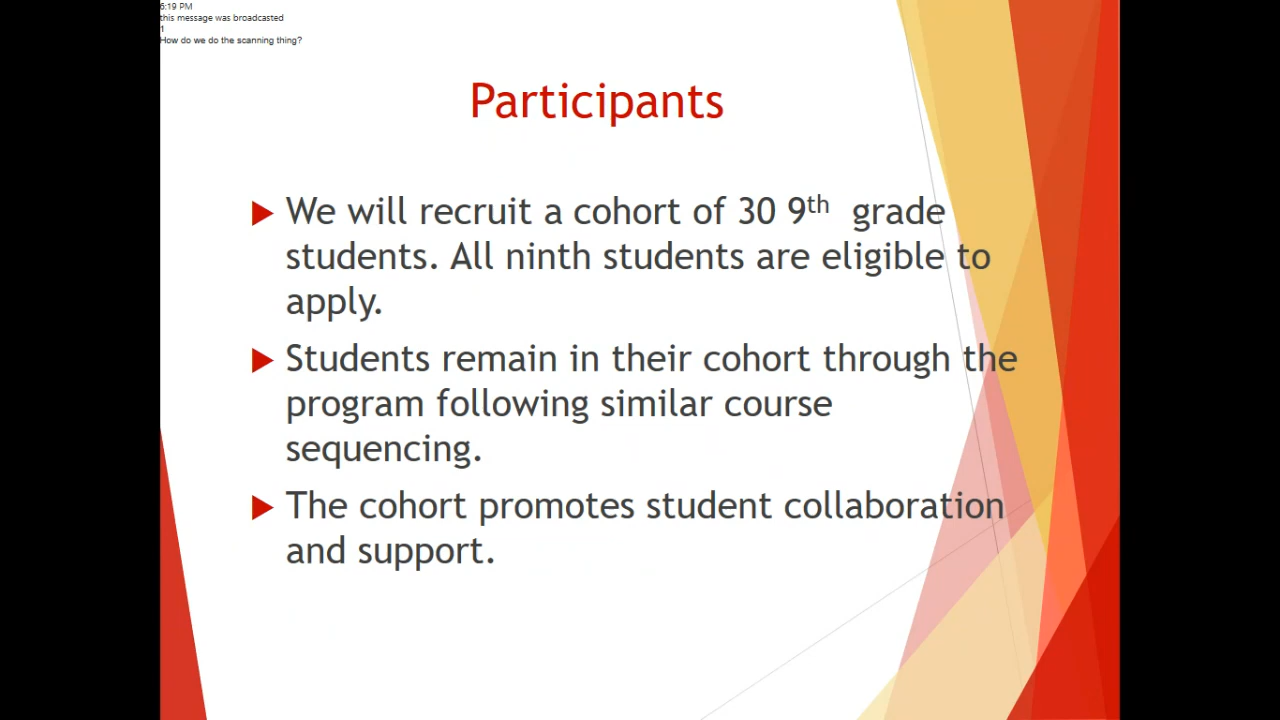 6:19 PM
this message was broadcasted
1
How do we do the scanning thing?
Participants
We will recruit a cohort of 30 9th grade
students. All ninth students are eligible to
apply.
Students remain in their cohort through the
program following similar course
sequencing.
The cohort promotes student collaboration
and support.